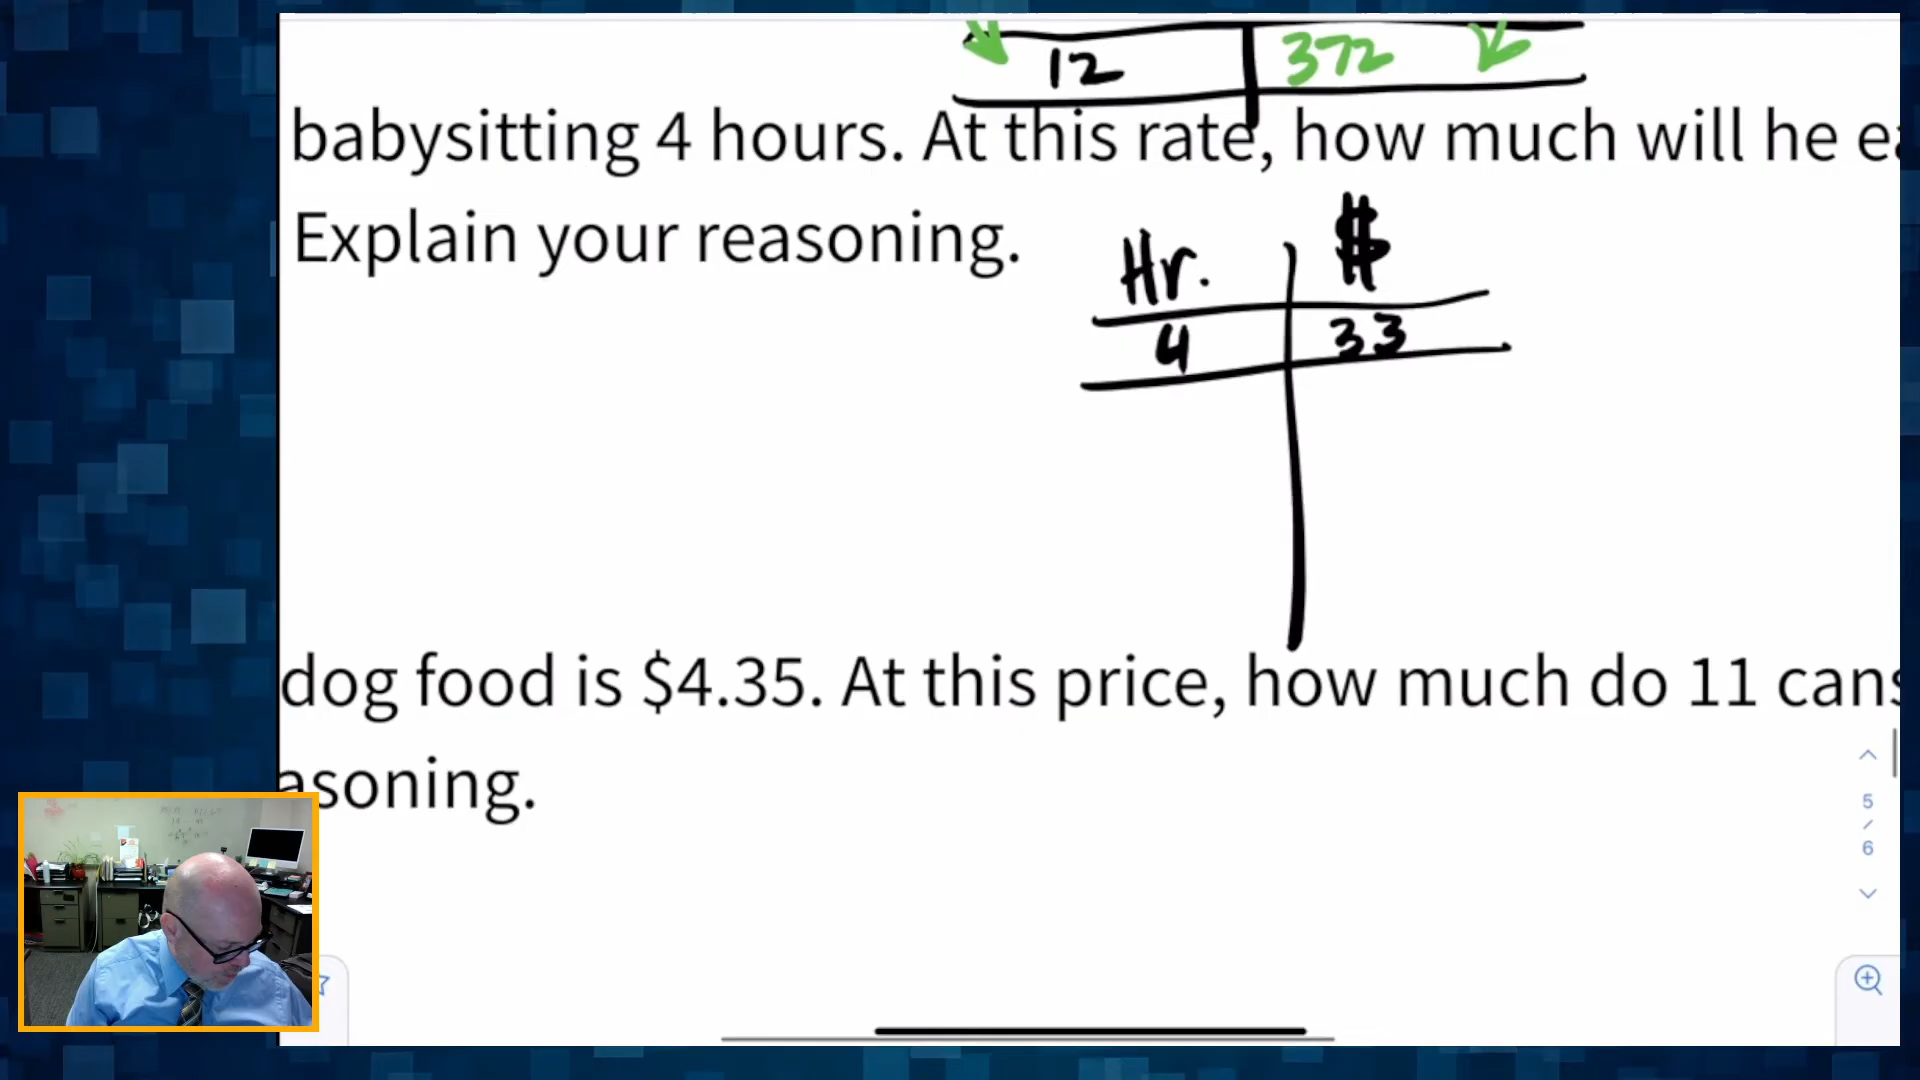 12 372
babysitting 4 hours. At this rate, how much will he
Explain your reasoning.
Hr. $
4 33
dog food is $4.35. At this price, how much do 11 cans
asoning.
5
/
6